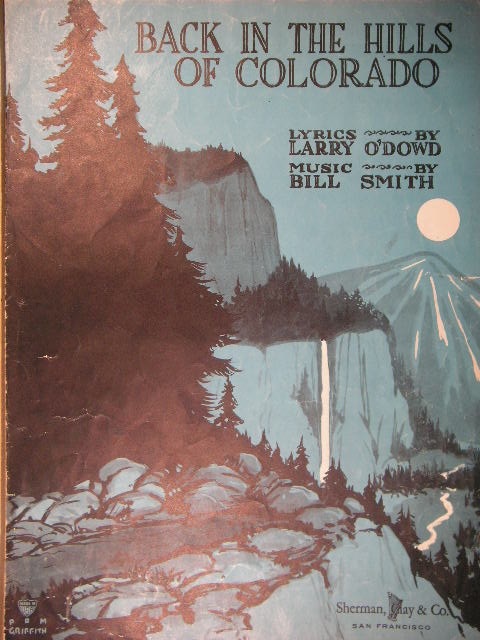 BACK IN THE HILLS
OF COLORADO
LYRICS BY
LARRY O'DOWD
MUSIC BY
BILL SMITH
Sherman, Clay & Co.
SAN FRANCISCO
P M
GRIFFITH